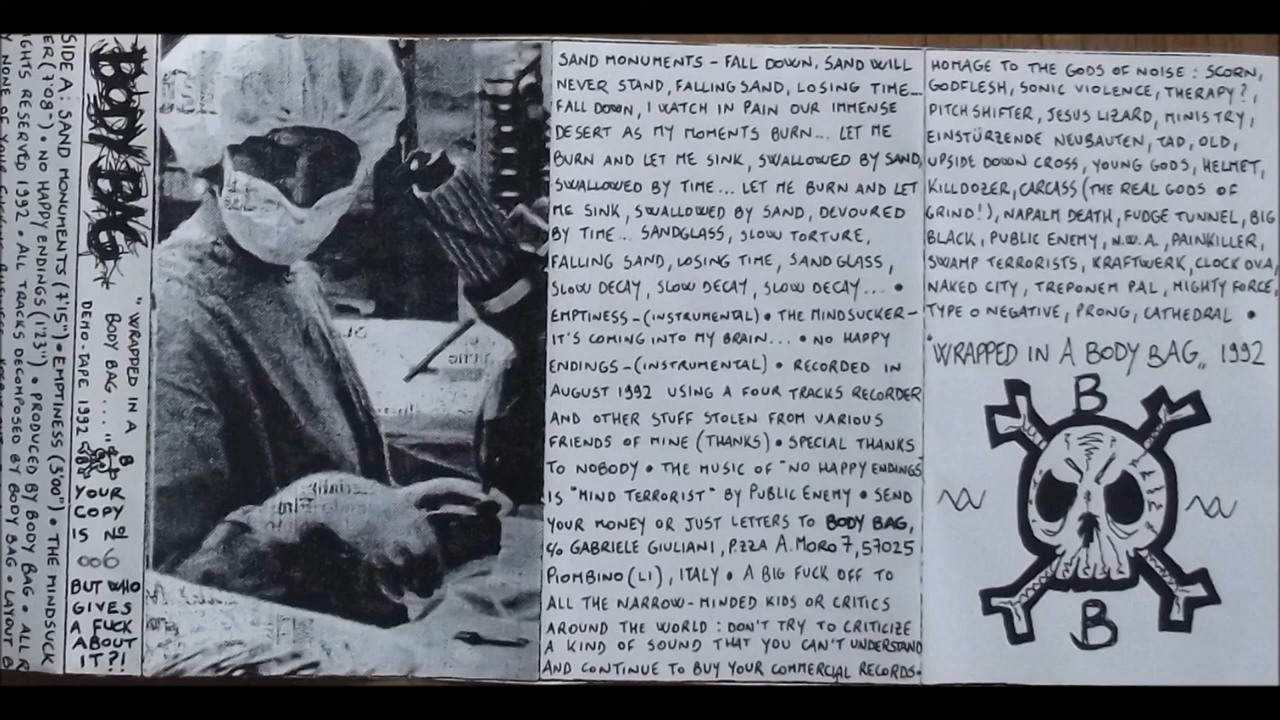 SIDE A: SAND MONUMENTS (7'15") • EMPTINESS (3'00") • THE MINDSUCK
ER (7'08") • NO HAPPY ENDINGS (1'23") • PRODUCED BY BODY BAG • ALL R
IGHTS RESERVED 1992 • ALL TRACKS DECOMPOSED BY BODY BAG • LAYOUT B
Y NONE OF YOUR
BODY BAG
"WRAPPED IN A
BODY BAG..."
DEMO-TAPE 1992
B
B
YOUR
COPY
IS No
006
BUT WHO
GIVES
A FUCK
ABOUT
IT?!
SAND MONUMENTS – FALL DOWN, SAND WILL
NEVER STAND, FALLING SAND, LOSING TIME...
FALL DOWN, I WATCH IN PAIN OUR IMMENSE
DESERT AS MY MOMENTS BURN... LET ME
BURN AND LET ME SINK, SWALLOWED BY SAND,
SWALLOWED BY TIME... LET ME BURN AND LET
ME SINK, SWALLOWED BY SAND, DEVOURED
BY TIME... SANDGLASS, SLOW TORTURE,
FALLING SAND, LOSING TIME, SANDGLASS,
SLOW DECAY, SLOW DECAY, SLOW DECAY... •
EMPTINESS – (INSTRUMENTAL) • THE MINDSUCKER –
IT'S COMING INTO MY BRAIN... • NO HAPPY
ENDINGS – (INSTRUMENTAL) • RECORDED IN
AUGUST 1992 USING A FOUR TRACKS RECORDER
AND OTHER STUFF STOLEN FROM VARIOUS
FRIENDS OF MINE (THANKS) • SPECIAL THANKS
TO NOBODY • THE MUSIC OF "NO HAPPY ENDINGS"
IS "MIND TERRORIST" BY PUBLIC ENEMY • SEND
YOUR MONEY OR JUST LETTERS TO BODY BAG,
c/o GABRIELE GIULIANI, P.ZZA A. MORO 7, 57025
PIOMBINO (LI), ITALY • A BIG FUCK OFF TO
ALL THE NARROW-MINDED KIDS OR CRITICS
AROUND THE WORLD : DON'T TRY TO CRITICIZE
A KIND OF SOUND THAT YOU CAN'T UNDERSTAND
AND CONTINUE TO BUY YOUR COMMERCIAL RECORDS.
HOMAGE TO THE GODS OF NOISE : SCORN,
GODFLESH, SONIC VIOLENCE, THERAPY?,
PITCHSHIFTER, JESUS LIZARD, MINISTRY,
EINSTÜRZENDE NEUBAUTEN, TAD, OLD,
UPSIDE DOWN CROSS, YOUNG GODS, HELMET,
KILLDOZER, CARCASS (THE REAL GODS OF
GRIND!), NAPALM DEATH, FUDGE TUNNEL, BIG
BLACK, PUBLIC ENEMY, N.W.A., PAINKILLER,
SWAMP TERRORISTS, KRAFTWERK, CLOCK DVA,
NAKED CITY, TREPONEM PAL, MIGHTY FORCE,
TYPE O NEGATIVE, PRONG, CATHEDRAL •
"WRAPPED IN A BODY BAG„ 1992
B
B